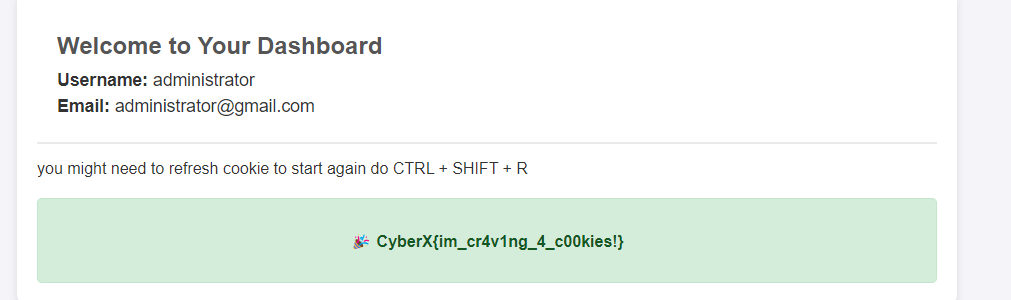 Welcome to Your Dashboard
Username: administrator
Email: administrator@gmail.com
you might need to refresh cookie to start again do CTRL + SHIFT + R
🎉 CyberX{im_cr4v1ng_4_c00kies!}